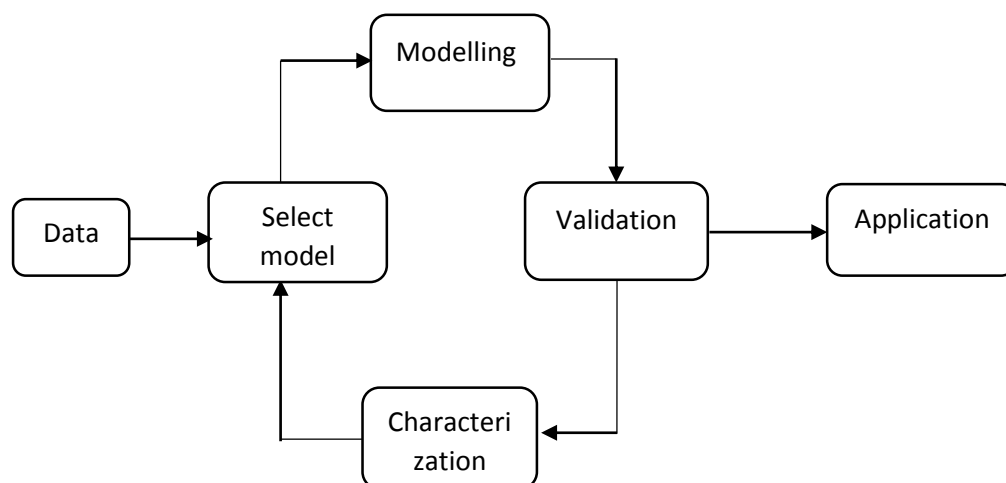 Modelling
Data
Select
model
Validation
Application
Characteri
zation